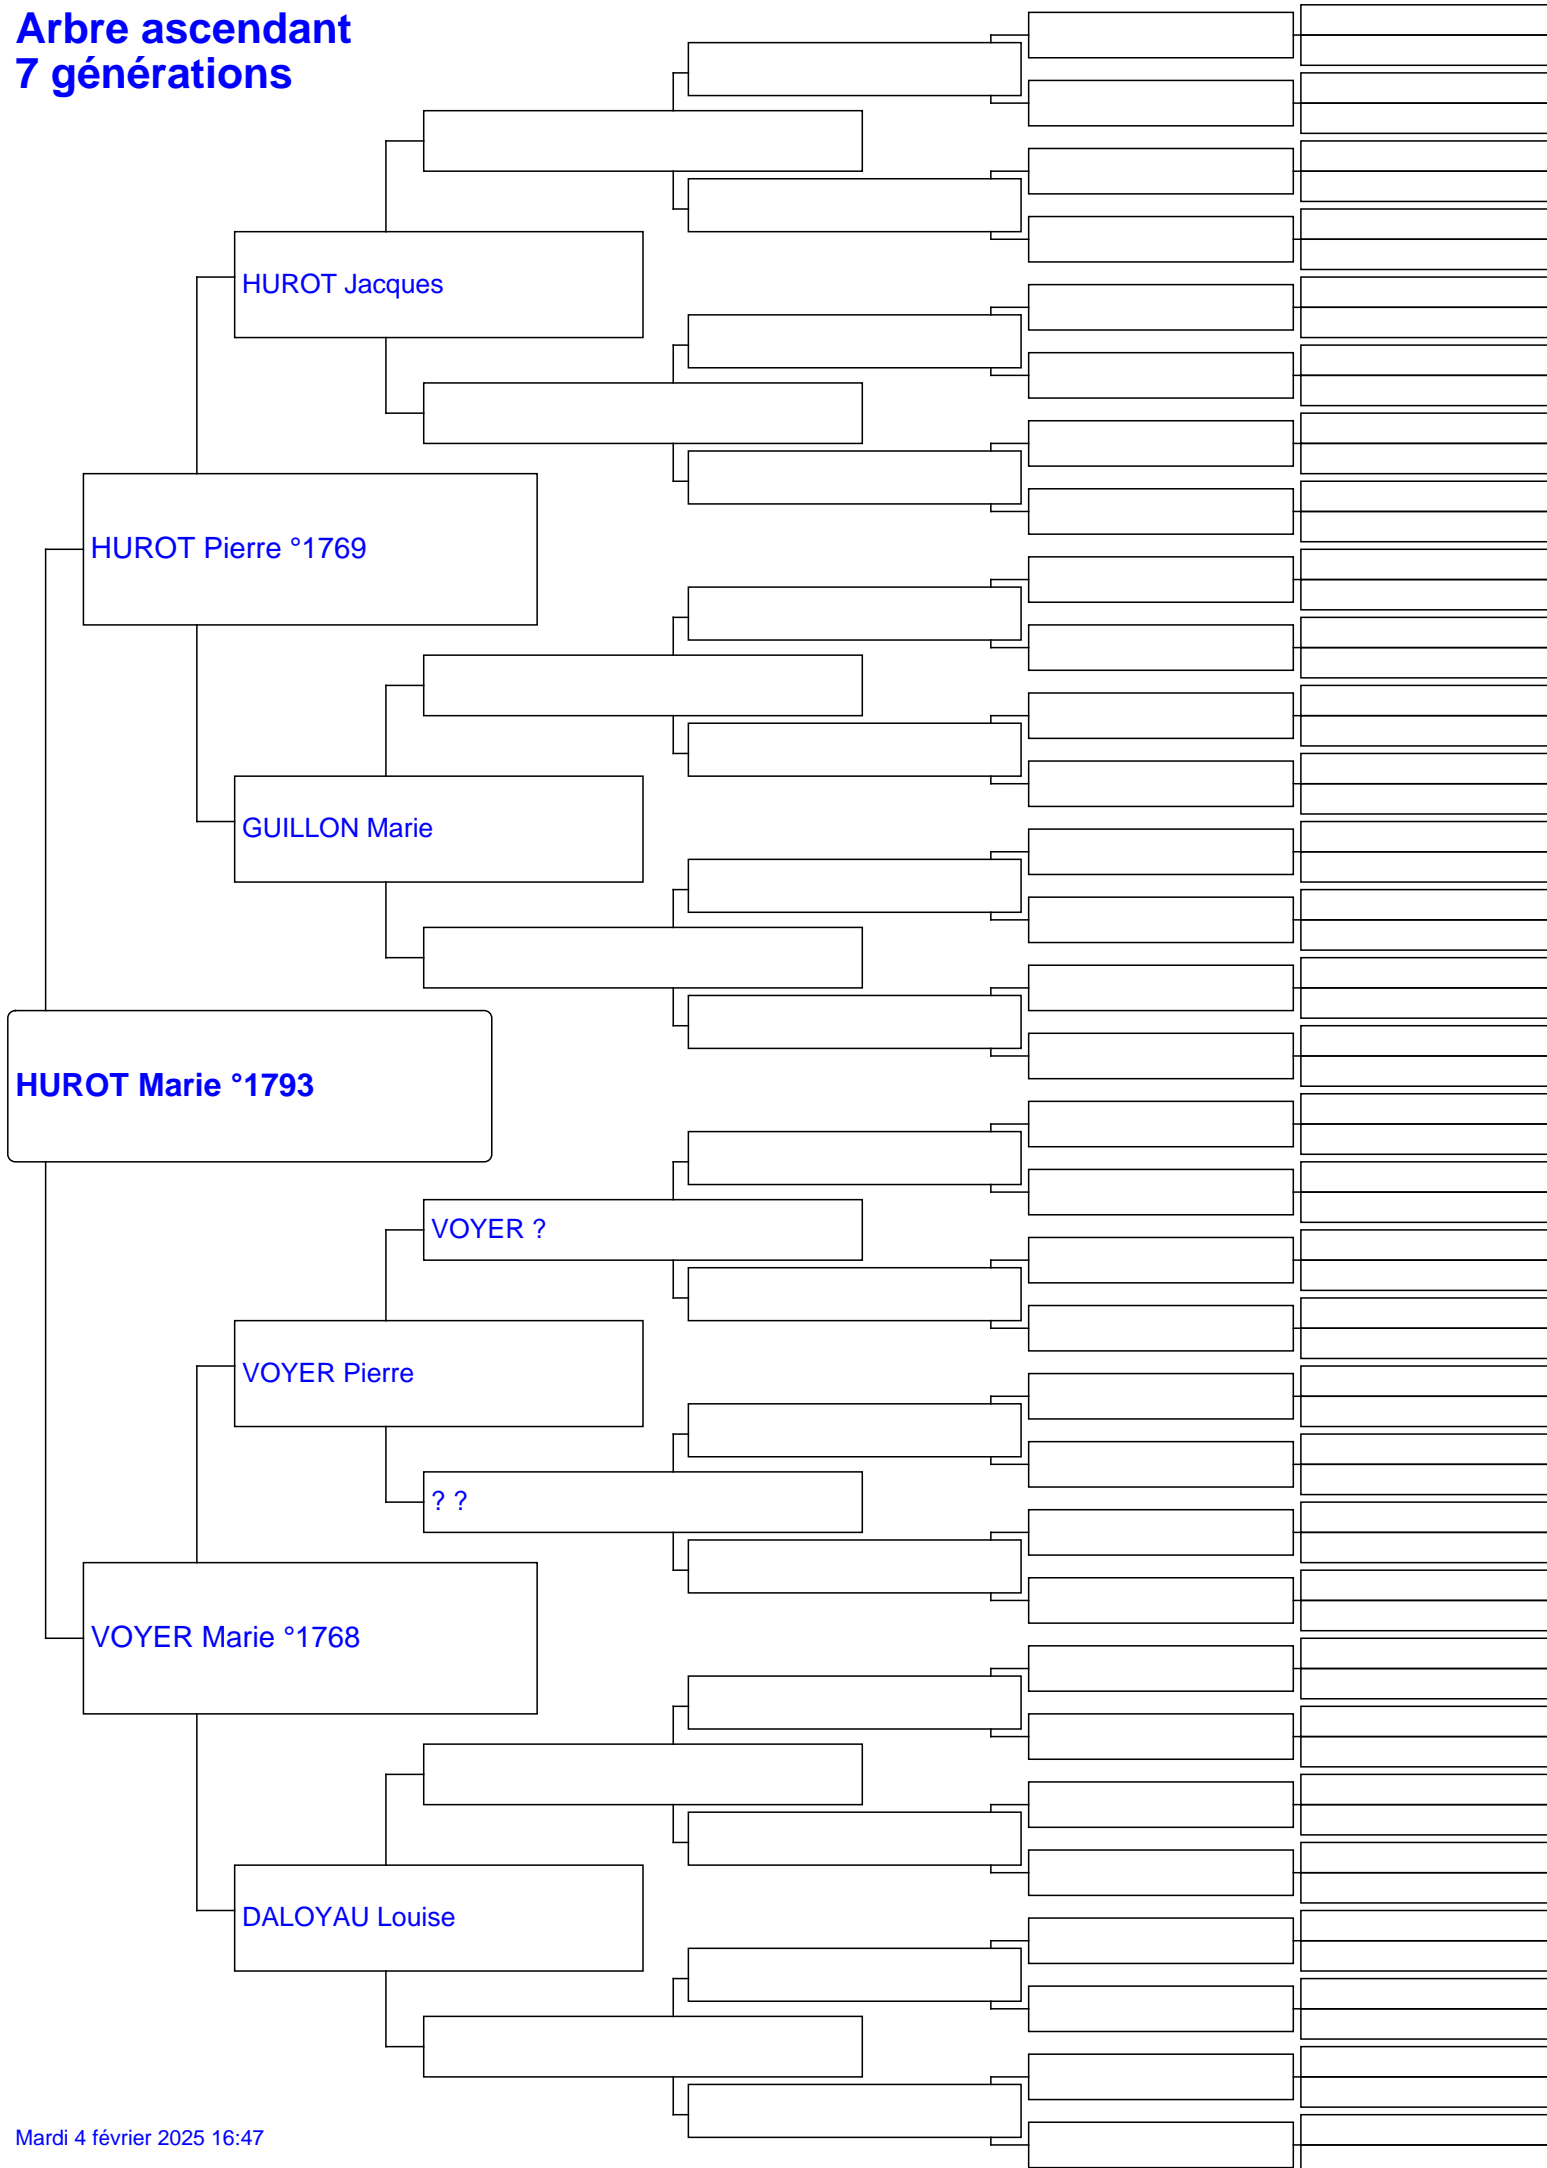 Arbre ascendant
7 générations
HUROT Jacques
HUROT Pierre °1769
GUILLON Marie
HUROT Marie °1793
VOYER ?
VOYER Pierre
? ?
VOYER Marie °1768
DALOYAU Louise
Mardi 4 février 2025 16:47